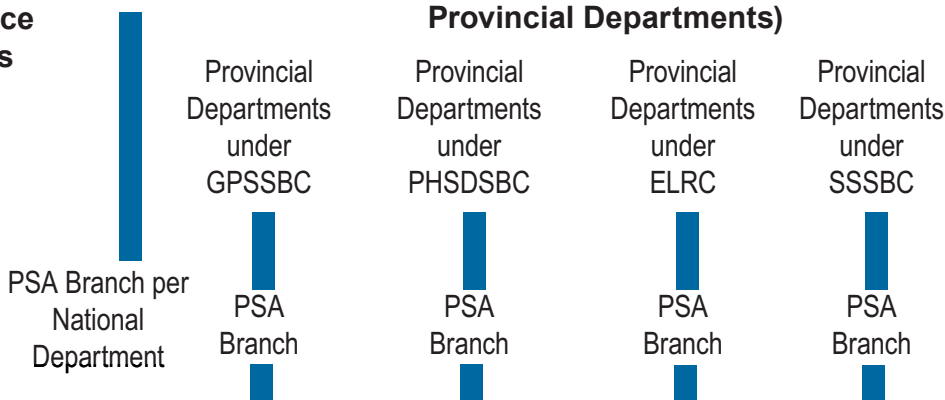 Provincial Departments)
Provincial
Departments
under
GPSSBC
Provincial
Departments
under
PHSDSBC
Provincial
Departments
under
ELRC
Provincial
Departments
under
SSSBC
PSA Branch per
National
Department
PSA
Branch
PSA
Branch
PSA
Branch
PSA
Branch